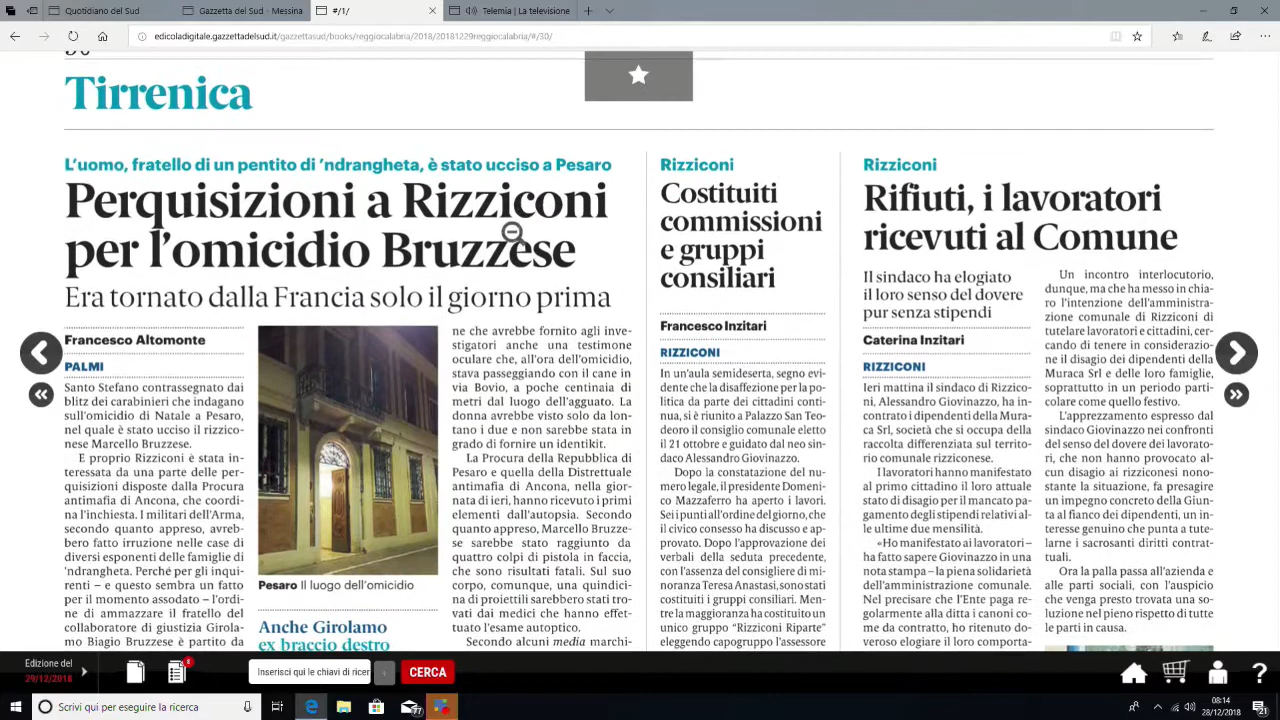 #/1
Televideo
edicoladigitale.gazzettadelsud.it/gazzettasud/books/reggiocalabria/2018/20181229reggiocalabria/#/30/
Tirrenica
L'uomo, fratello di un pentito di 'ndrangheta, è stato ucciso a Pesaro
Perquisizioni a Rizziconi
per l'omicidio Bruzzese
Era tornato dalla Francia solo il giorno prima
Francesco Altomonte
PALMI
Santo Stefano contrassegnato dai
blitz dei carabinieri che indagano
sull'omicidio di Natale a Pesaro,
nel quale è stato ucciso il rizzico-
nese Marcello Bruzzese.
E proprio Rizziconi è stata in-
teressata da una parte delle per-
quisizioni disposte dalla Procura
antimafia di Ancona, che coordi-
na l'inchiesta. I militari dell'Arma,
secondo quanto appreso, avreb-
bero fatto irruzione nelle case di
diversi esponenti delle famiglie di
'ndrangheta. Perché per gli inqui-
renti – e questo sembra un fatto
per il momento assodato – l'ordi-
ne di ammazzare il fratello del
collaboratore di giustizia Girola-
mo Biagio Bruzzese è partito da
Pesaro Il luogo dell'omicidio
Anche Girolamo
ex braccio destro
ne che avrebbe fornito agli inve-
stigatori anche una testimone
oculare che, all'ora dell'omicidio,
stava passeggiando con il cane in
via Bovio, a poche centinaia di
metri dal luogo dell'agguato. La
donna avrebbe visto solo da lon-
tano i due e non sarebbe stata in
grado di fornire un identikit.
La Procura della Repubblica di
Pesaro e quella della Distrettuale
antimafia di Ancona, nella gior-
nata di ieri, hanno ricevuto i primi
elementi dall'autopsia. Secondo
quanto appreso, Marcello Bruzze-
se sarebbe stato raggiunto da
quattro colpi di pistola in faccia,
che sono risultati fatali. Sul suo
corpo, comunque, una quindici-
na di proiettili sarebbero stati tro-
vati dai medici che hanno effet-
tuato l'esame autoptico.
Secondo alcuni media marchi-
Rizziconi
Costituiti
commissioni
e gruppi
consiliari
Francesco Inzitari
RIZZICONI
In un'aula semideserta, segno evi-
dente che la disaffezione per la po-
litica da parte dei cittadini conti-
nua, si è riunito a Palazzo San Teo-
deoro il consiglio comunale eletto
il 21 ottobre e guidato dal neo sin-
daco Alessandro Giovinazzo.
Dopo la constatazione del nu-
mero legale, il presidente Domeni-
co Mazzaferro ha aperto i lavori.
Sei i punti all'ordine del giorno, che
il civico consesso ha discusso e ap-
provato. Dopo l'approvazione dei
verbali della seduta precedente,
con l'assenza del consigliere di mi-
noranza Teresa Anastasi, sono stati
costituiti i gruppi consiliari. Men-
tre la maggioranza ha costituito un
unico gruppo "Rizziconi Riparte"
eleggendo capogruppo l'assessore
Rizziconi
Rifiuti, i lavoratori
ricevuti al Comune
Il sindaco ha elogiato
il loro senso del dovere
pur senza stipendi
Caterina Inzitari
RIZZICONI
Ieri mattina il sindaco di Rizzico-
ni, Alessandro Giovinazzo, ha in-
contrato i dipendenti della Mura-
ca Srl, società che si occupa della
raccolta differenziata sul territo-
rio comunale rizziconese.
I lavoratori hanno manifestato
al primo cittadino il loro attuale
stato di disagio per il mancato pa-
gamento degli stipendi relativi al-
le ultime due mensilità.
«Ho manifestato ai lavoratori –
ha fatto sapere Giovinazzo in una
nota stampa – la piena solidarietà
dell'amministrazione comunale.
Nel precisare che l'Ente paga re-
golarmente alla ditta i canoni co-
me da contratto, ho ritenuto do-
veroso elogiare il loro comporta-
Un incontro interlocutorio,
dunque, ma che ha messo in chia-
ro l'intenzione dell'amministra-
zione comunale di Rizziconi di
tutelare lavoratori e cittadini, cer-
cando di tenere in considerazio-
ne il disagio dei dipendenti della
Muraca Srl e delle loro famiglie,
soprattutto in un periodo parti-
colare come quello festivo.
L'apprezzamento espresso dal
sindaco Giovinazzo nei confronti
del senso del dovere dei lavorato-
ri, che non hanno provocato al-
cun disagio ai rizziconesi nono-
stante la situazione, fa presagire
un impegno concreto della Giun-
ta al fianco dei dipendenti, un in-
teresse genuino che punta a tute-
larne i sacrosanti diritti contrat-
tuali.
Ora la palla passa all'azienda e
alle parti sociali, con l'auspicio
che venga presto trovata una so-
luzione nel pieno rispetto di tutte
le parti in causa.
Edizione del
29/12/2018
8
Inserisci qui le chiavi di ricer
+
CERCA
?
Scrivi qui per eseguire la ricerca
08:14
28/12/2018